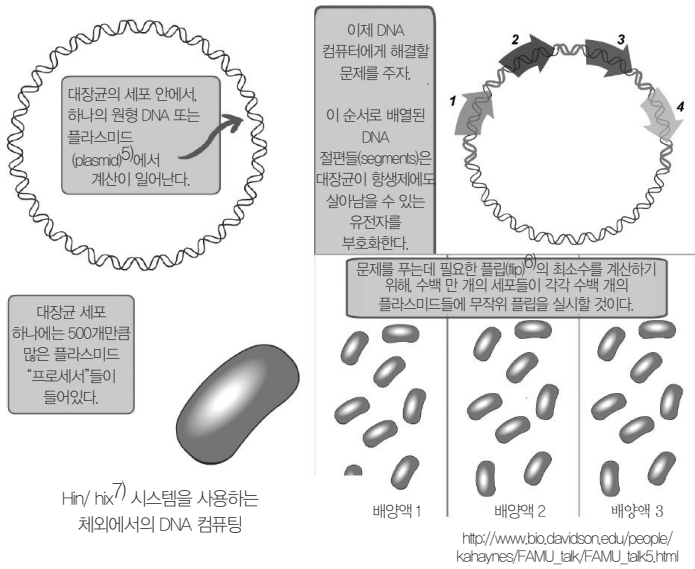 대장균의 세포 안에서,
하나의 원형 DNA 또는
플라스미드
(plasmid)5)에서
계산이 일어난다.
이제 DNA
컴퓨터에게 해결할
문제를 주자.
이 순서로 배열된
DNA
절편들(segments)은
대장균이 항생제에도
살아남을 수 있는
유전자를
부호화한다.
1
2
3
4
문제를 푸는데 필요한 플립(flip)6)의 최소수를 계산하기
위해, 수백 만 개의 세포들이 각각 수백 개의
플라스미드들에 무작위 플립을 실시할 것이다.
대장균 세포
하나에는 500개만큼
많은 플라스미드
“프로세서”들이
들어있다.
Hin/ hix7) 시스템을 사용하는
체외에서의 DNA 컴퓨팅
배양액 1
배양액 2
배양액 3
http;//www.bio.davidson.edu/people/
kahaynes/FAMU_talk/FAMU_talk5.html